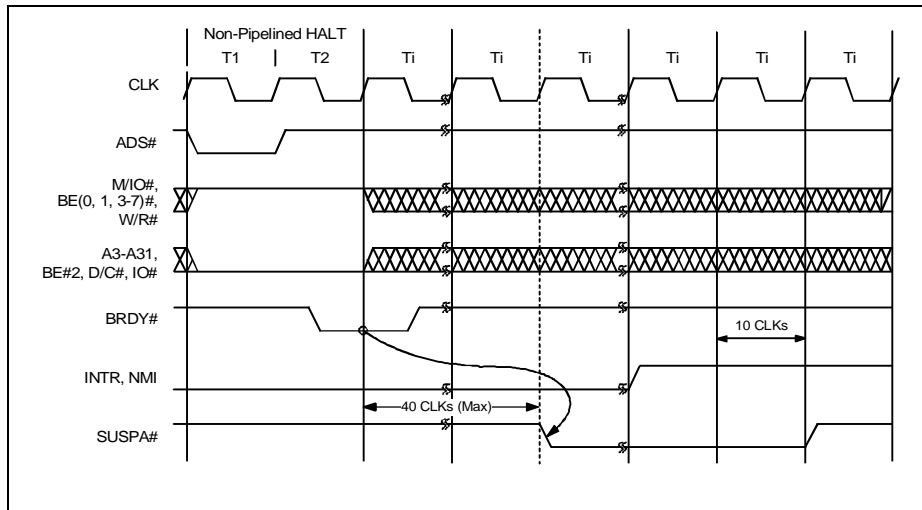 Non-Pipelined HALT
T1 T2 Ti Ti Ti Ti Ti Ti
CLK
ADS#
M/IO#,
BE(0, 1, 3-7)#,
W/R#
A3-A31,
BE#2, D/C#, IO#
BRDY#
10 CLKs
INTR, NMI
40 CLKs (Max)
SUSPA#